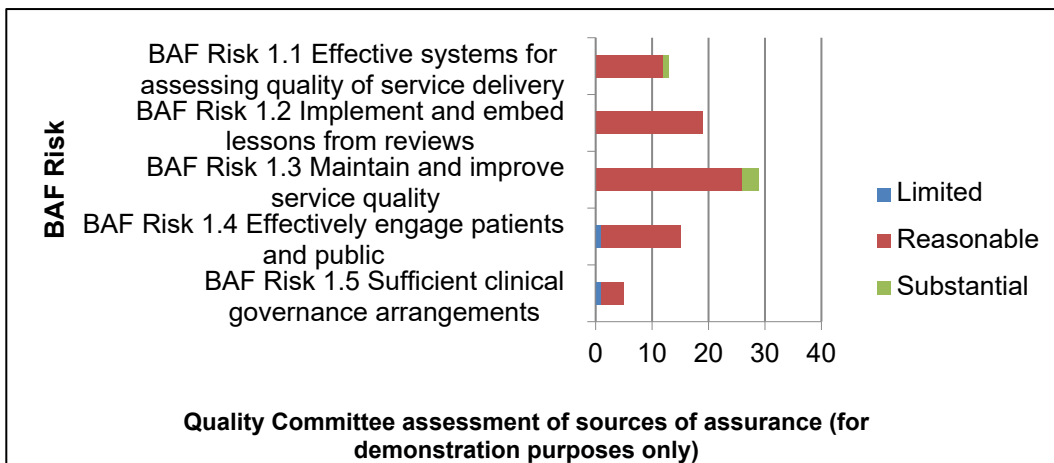 BAF Risk
BAF Risk 1.1 Effective systems for
assessing quality of service delivery
BAF Risk 1.2 Implement and embed
lessons from reviews
BAF Risk 1.3 Maintain and improve
service quality
BAF Risk 1.4 Effectively engage patients
and public
BAF Risk 1.5 Sufficient clinical
governance arrangements
0 10 20 30 40
Limited
Reasonable
Substantial
Quality Committee assessment of sources of assurance (for
demonstration purposes only)